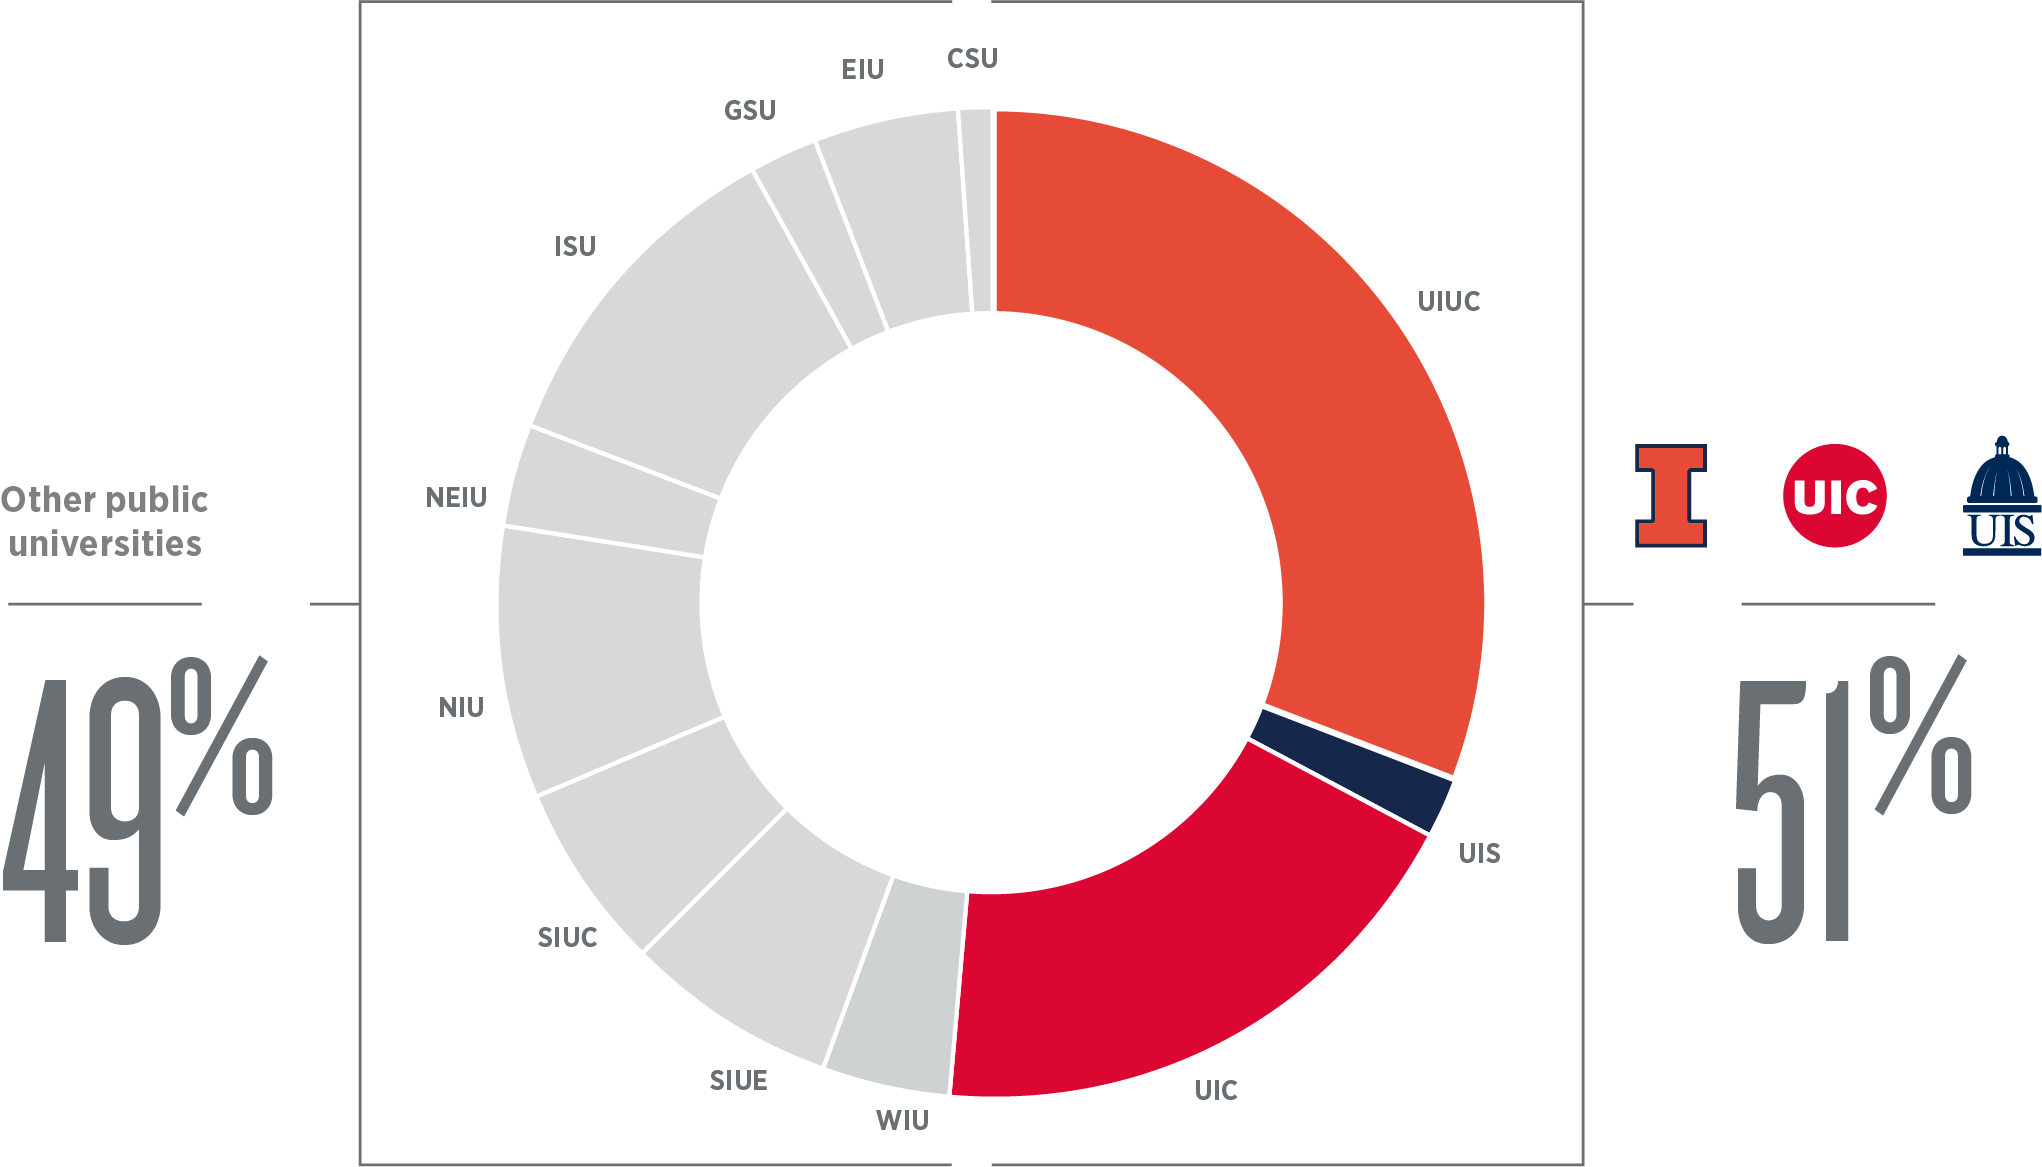 CSU
EIU
GSU
ISU
UIUC
NEIU
Other public
universities
UIC
UIS
49%
51%
NIU
UIS
SIUC
SIUE
UIC
WIU